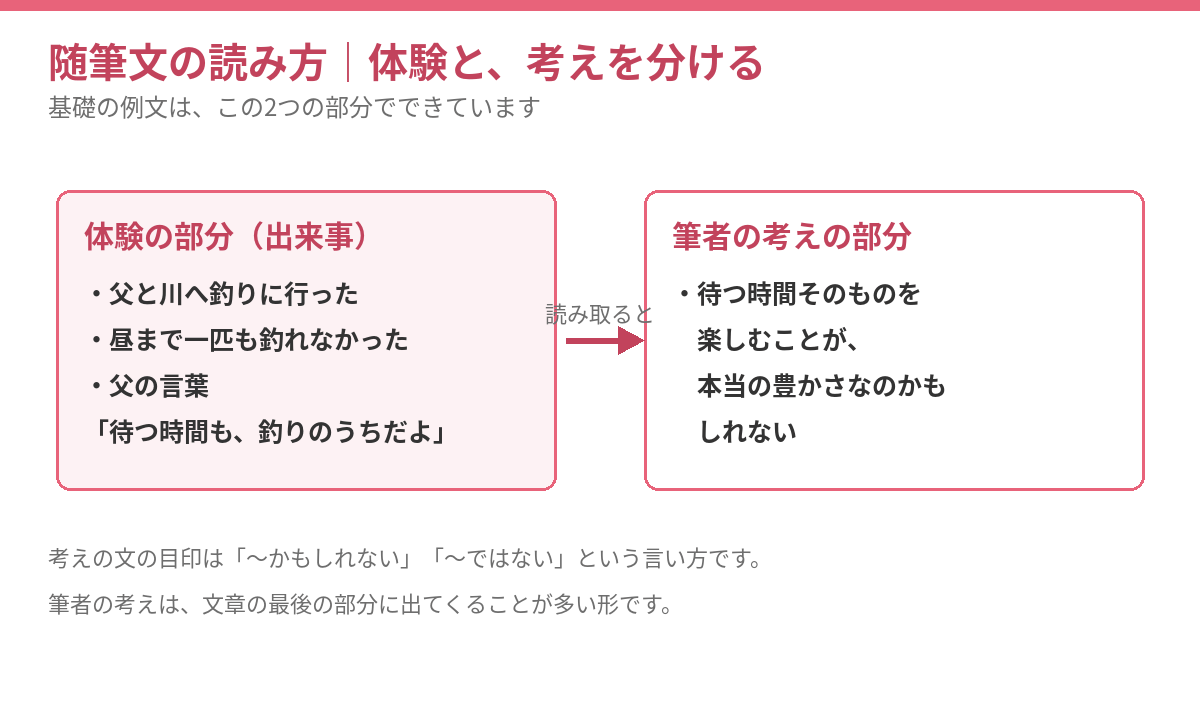 随筆文の読み方｜体験と、考えを分ける
基礎の例文は、この2つの部分でできています
体験の部分（出来事）
・父と川へ釣りに行った
・昼まで一匹も釣れなかった
・父の言葉
「待つ時間も、釣りのうちだよ」
読み取ると
筆者の考えの部分
・待つ時間そのものを
楽しむことが、
本当の豊かさなのかも
しれない
考えの文の目印は「〜かもしれない」「〜ではない」という言い方です。
筆者の考えは、文章の最後の部分に出てくることが多い形です。